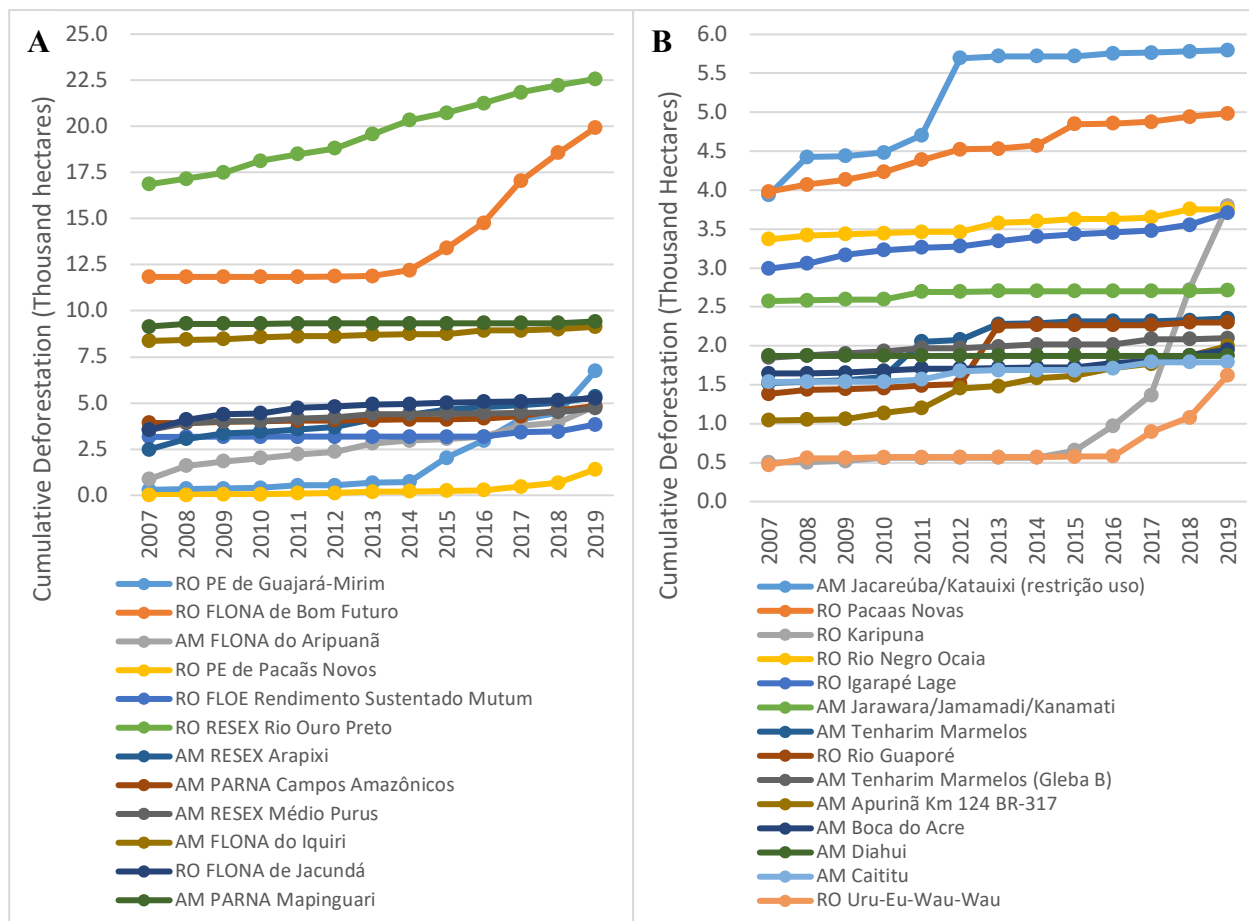 A
Cumulative Deforestation (Thousand hectares)
25.0
22.5
20.0
17.5
15.0
12.5
10.0
7.5
5.0
2.5
0.0
2007 2008 2009 2010 2011 2012 2013 2014 2015 2016 2017 2018 2019
RO PE de Guajará-Mirim
RO FLONA de Bom Futuro
AM FLONA do Aripuanã
RO PE de Pacaãs Novos
RO FLOE Rendimento Sustentado Mutum
RO RESEX Rio Ouro Preto
AM RESEX Arapixi
AM PARNA Campos Amazônicos
AM RESEX Médio Purus
AM FLONA do Iquiri
RO FLONA de Jacundá
AM PARNA Mapinguari
B
Cumulative Deforestation (Thousand Hectares)
6.0
5.5
5.0
4.5
4.0
3.5
3.0
2.5
2.0
1.5
1.0
0.5
0.0
2007 2008 2009 2010 2011 2012 2013 2014 2015 2016 2017 2018 2019
AM Jacareúba/Katauixi (restrição uso)
RO Pacaas Novas
RO Karipuna
RO Rio Negro Ocaia
RO Igarapé Lage
AM Jarawara/Jamamadi/Kanamati
AM Tenharim Marmelos
RO Rio Guaporé
AM Tenharim Marmelos (Gleba B)
AM Apurinã Km 124 BR-317
AM Boca do Acre
AM Diahui
AM Caititu
RO Uru-Eu-Wau-Wau